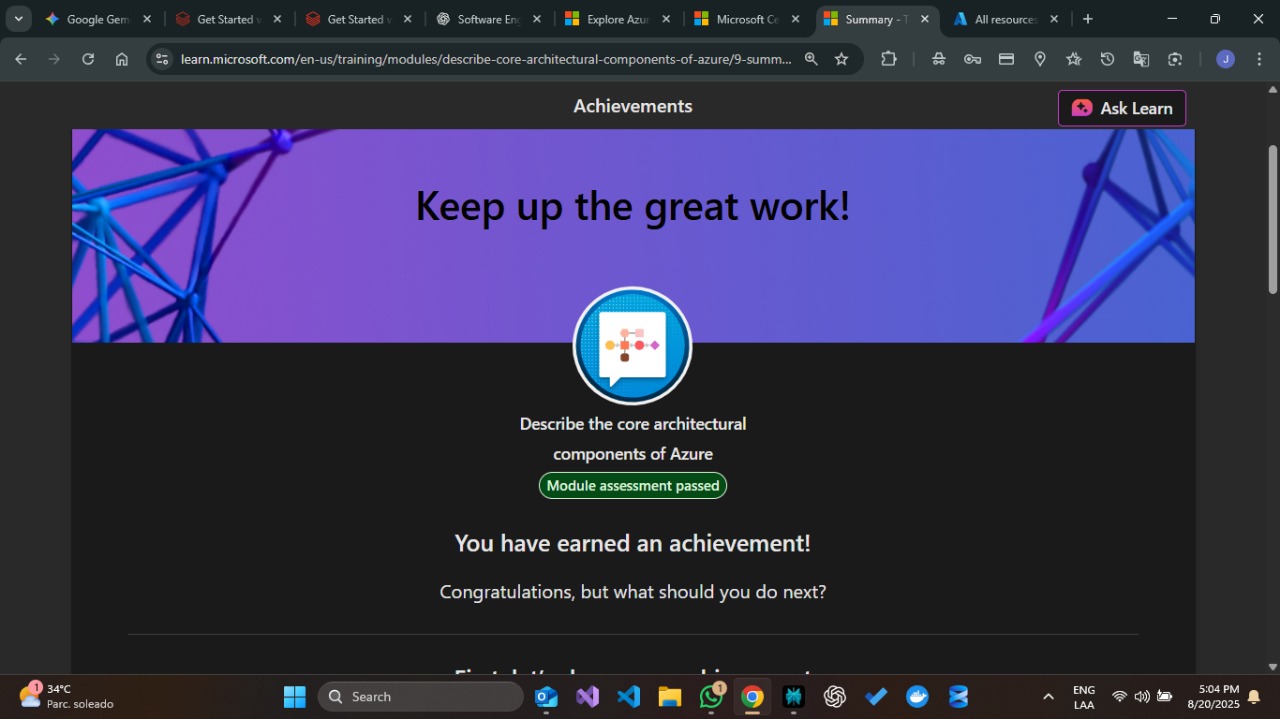 Google Gem
Get Started v
Get Started v
Software Eng
Explore Azur
Microsoft Ce
Summary - T
All resources
learn.microsoft.com/en-us/training/modules/describe-core-architectural-components-of-azure/9-summ...
J
Achievements
Ask Learn
Keep up the great work!
Describe the core architectural
components of Azure
Module assessment passed
You have earned an achievement!
Congratulations, but what should you do next?
1
34°C
Parc. soleado
Search
1
ENG
LAA
5:04 PM
8/20/2025